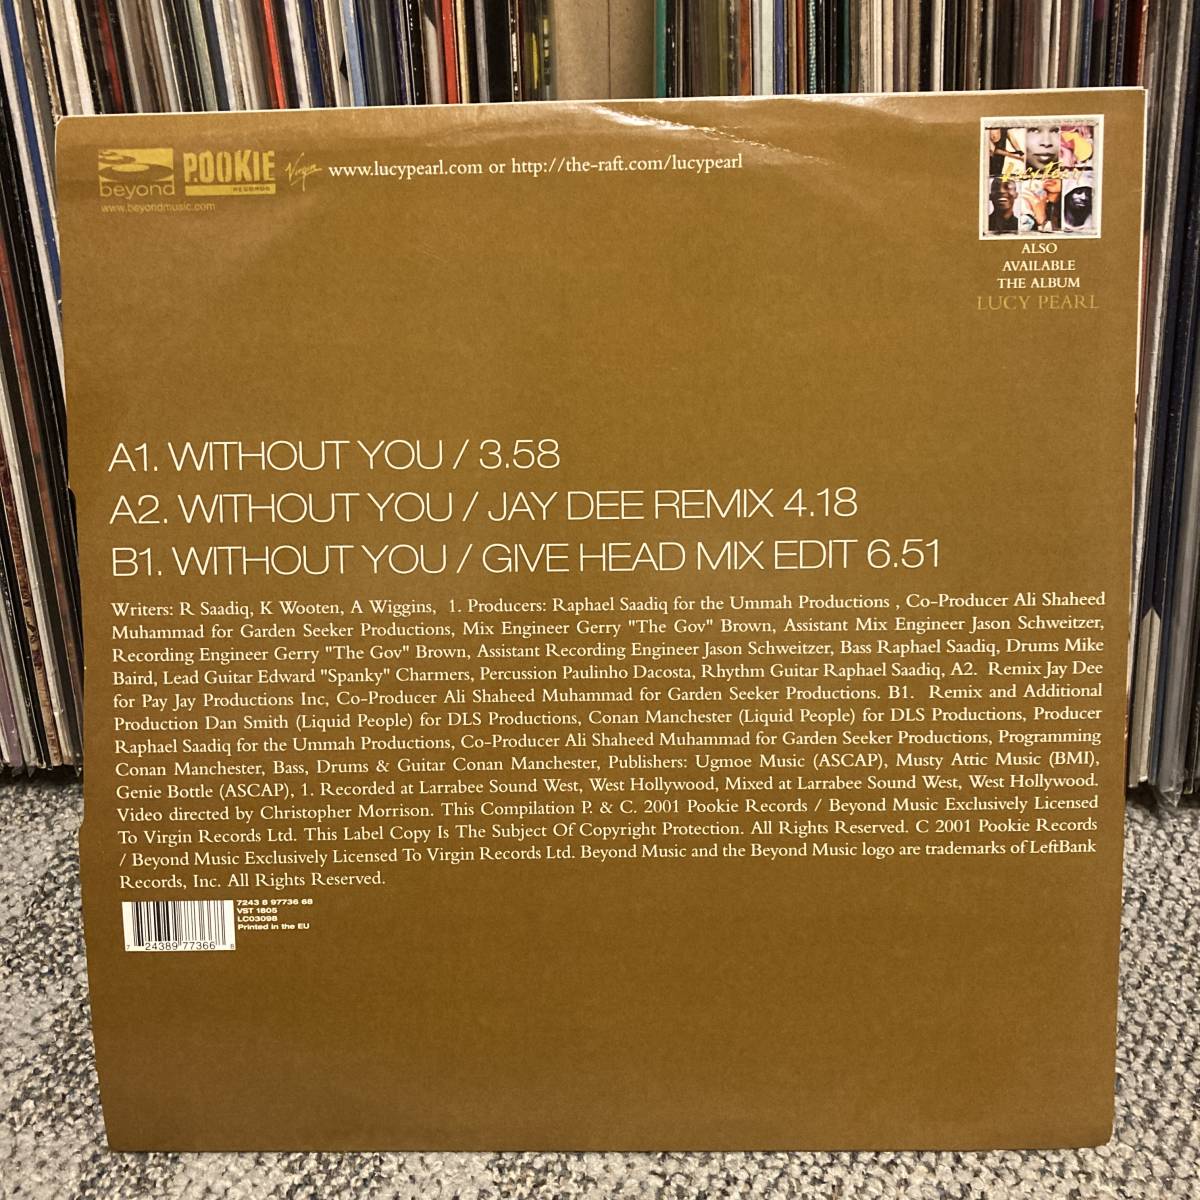 beyond
www.beyondmusic.com
POOKIE
RECORDS
Virgin
www.lucypearl.com or http://the-raft.com/lucypearl
ALSO
AVAILABLE
THE ALBUM
LUCY PEARL
A1. WITHOUT YOU / 3.58
A2. WITHOUT YOU / JAY DEE REMIX 4.18
B1. WITHOUT YOU / GIVE HEAD MIX EDIT 6.51
Writers: R Saadiq, K Wooten, A Wiggins, 1. Producers: Raphael Saadiq for the Ummah Productions , Co-Producer Ali Shaheed
Muhammad for Garden Seeker Productions, Mix Engineer Gerry "The Gov" Brown, Assistant Mix Engineer Jason Schweitzer,
Recording Engineer Gerry "The Gov" Brown, Assistant Recording Engineer Jason Schweitzer, Bass Raphael Saadiq, Drums Mike
Baird, Lead Guitar Edward "Spanky" Charmers, Percussion Paulinho Dacosta, Rhythm Guitar Raphael Saadiq, A2. Remix Jay Dee
for Pay Jay Productions Inc, Co-Producer Ali Shaheed Muhammad for Garden Seeker Productions. B1. Remix and Additional
Production Dan Smith (Liquid People) for DLS Productions, Conan Manchester (Liquid People) for DLS Productions, Producer
Raphael Saadiq for the Ummah Productions, Co-Producer Ali Shaheed Muhammad for Garden Seeker Productions, Programming
Conan Manchester, Bass, Drums & Guitar Conan Manchester, Publishers: Ugmoe Music (ASCAP), Musty Attic Music (BMI),
Genie Bottle (ASCAP), 1. Recorded at Larrabee Sound West, West Hollywood, Mixed at Larrabee Sound West, West Hollywood.
Video directed by Christopher Morrison. This Compilation P. & C. 2001 Pookie Records / Beyond Music Exclusively Licensed
To Virgin Records Ltd. This Label Copy Is The Subject Of Copyright Protection. All Rights Reserved. C 2001 Pookie Records
/ Beyond Music Exclusively Licensed To Virgin Records Ltd. Beyond Music and the Beyond Music logo are trademarks of LeftBank
Records, Inc. All Rights Reserved.
7243 8 97736 68
VST 1805
LC03098
Printed in the EU
7 24389 77366 8